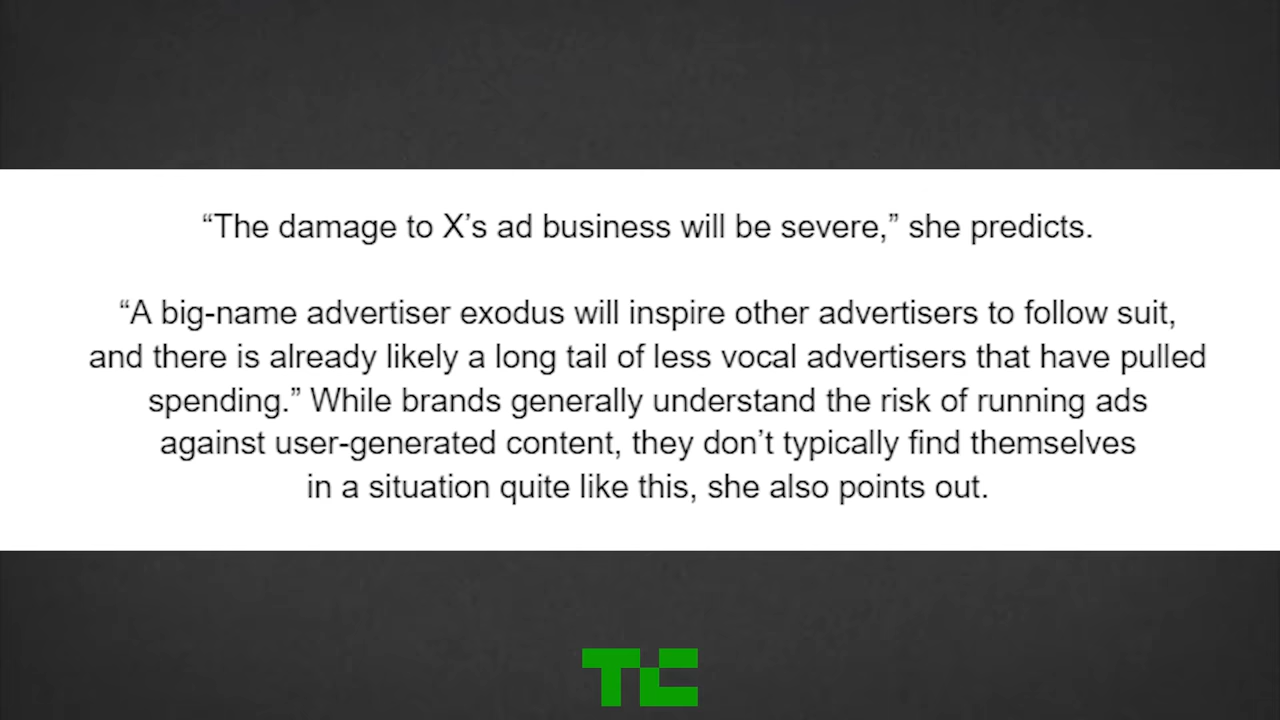 “The damage to X’s ad business will be severe,” she predicts.
“A big-name advertiser exodus will inspire other advertisers to follow suit,
and there is already likely a long tail of less vocal advertisers that have pulled
spending.” While brands generally understand the risk of running ads
against user-generated content, they don’t typically find themselves
in a situation quite like this, she also points out.
TC